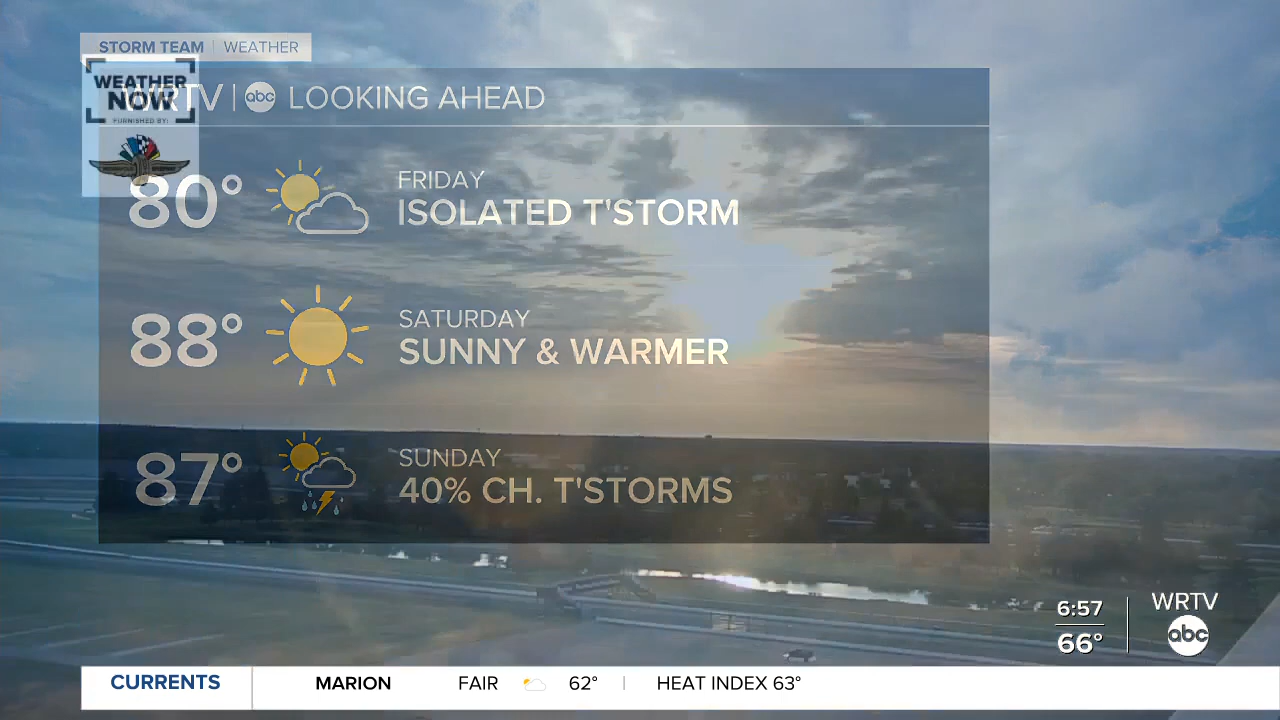 STORM TEAM | WEATHER
WEATHER
NOW
FURNISHED BY:
WRTV | abc LOOKING AHEAD
80° FRIDAY
ISOLATED T'STORM
88° SATURDAY
SUNNY & WARMER
87° SUNDAY
40% CH. T'STORMS
6:57
66°
WRTV
abc
CURRENTS MARION FAIR 62° | HEAT INDEX 63°